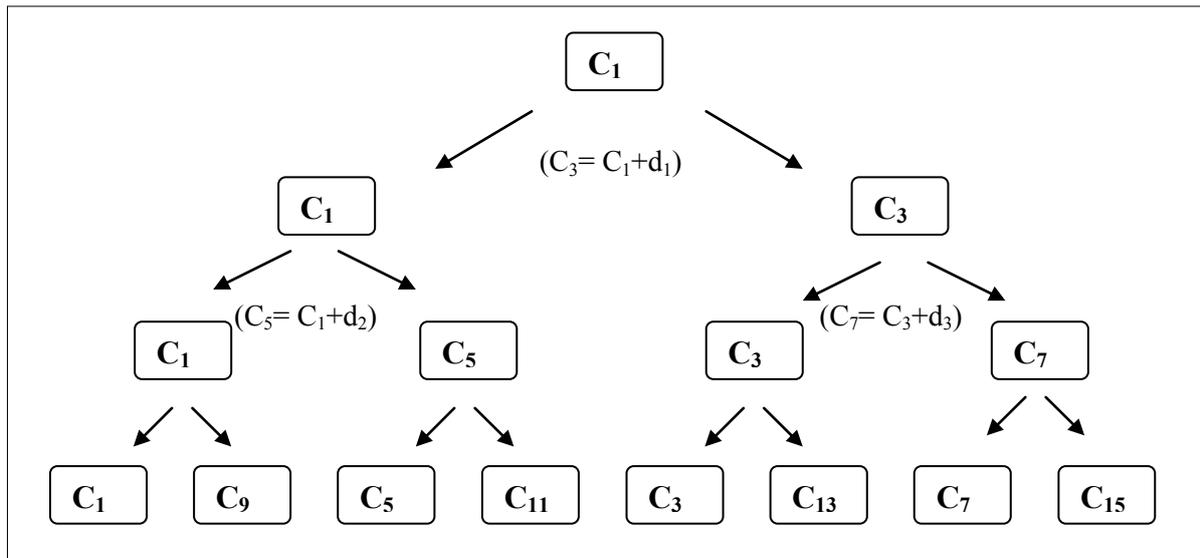 C₁
(C₃= C₁+d₁)
C₁ C₃
(C₅= C₁+d₂) (C₇= C₃+d₃)
C₁ C₅ C₃ C₇
C₁ C₉ C₅ C₁₁ C₃ C₁₃ C₇ C₁₅